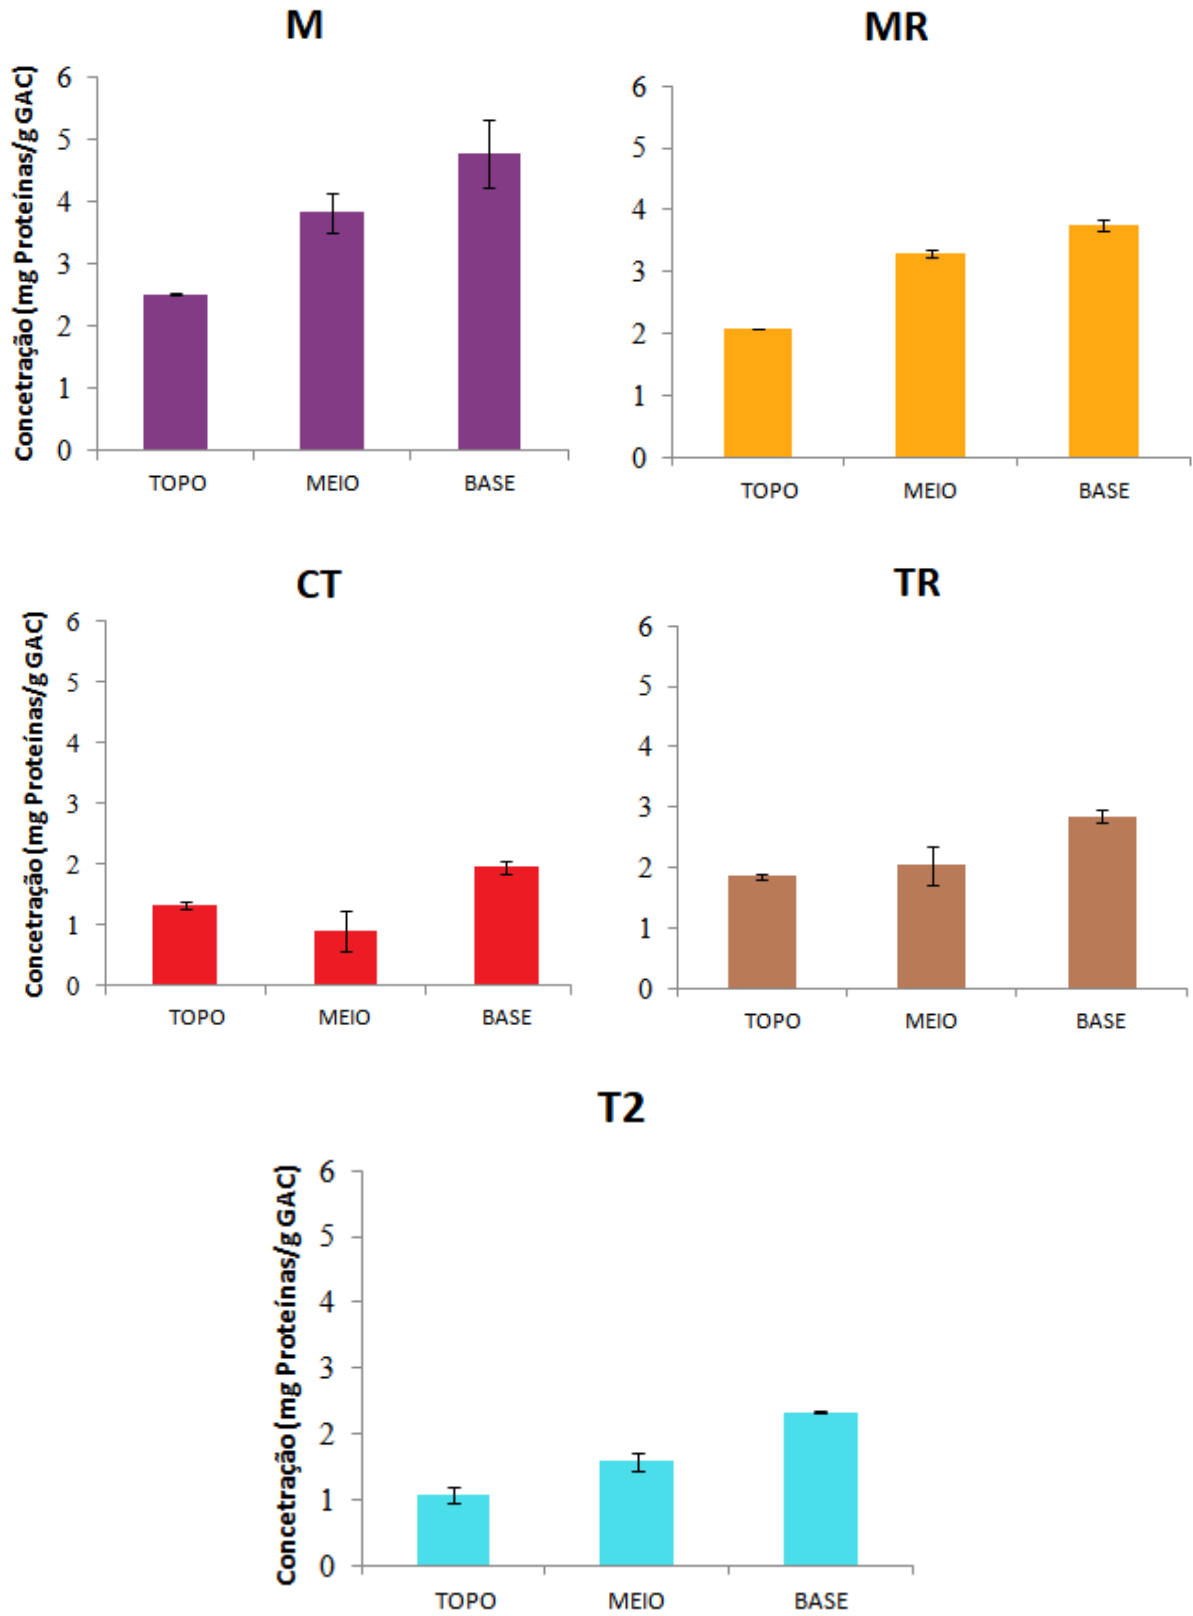 M
Concetração (mg Proteínas/g GAC)
6
5
4
3
2
1
0
TOPO MEIO BASE
MR
6
5
4
3
2
1
0
TOPO MEIO BASE
CT
Concetração (mg Proteínas/g GAC)
6
5
4
3
2
1
0
TOPO MEIO BASE
TR
6
5
4
3
2
1
0
TOPO MEIO BASE
T2
Concetração (mg Proteínas/g GAC)
6
5
4
3
2
1
0
TOPO MEIO BASE